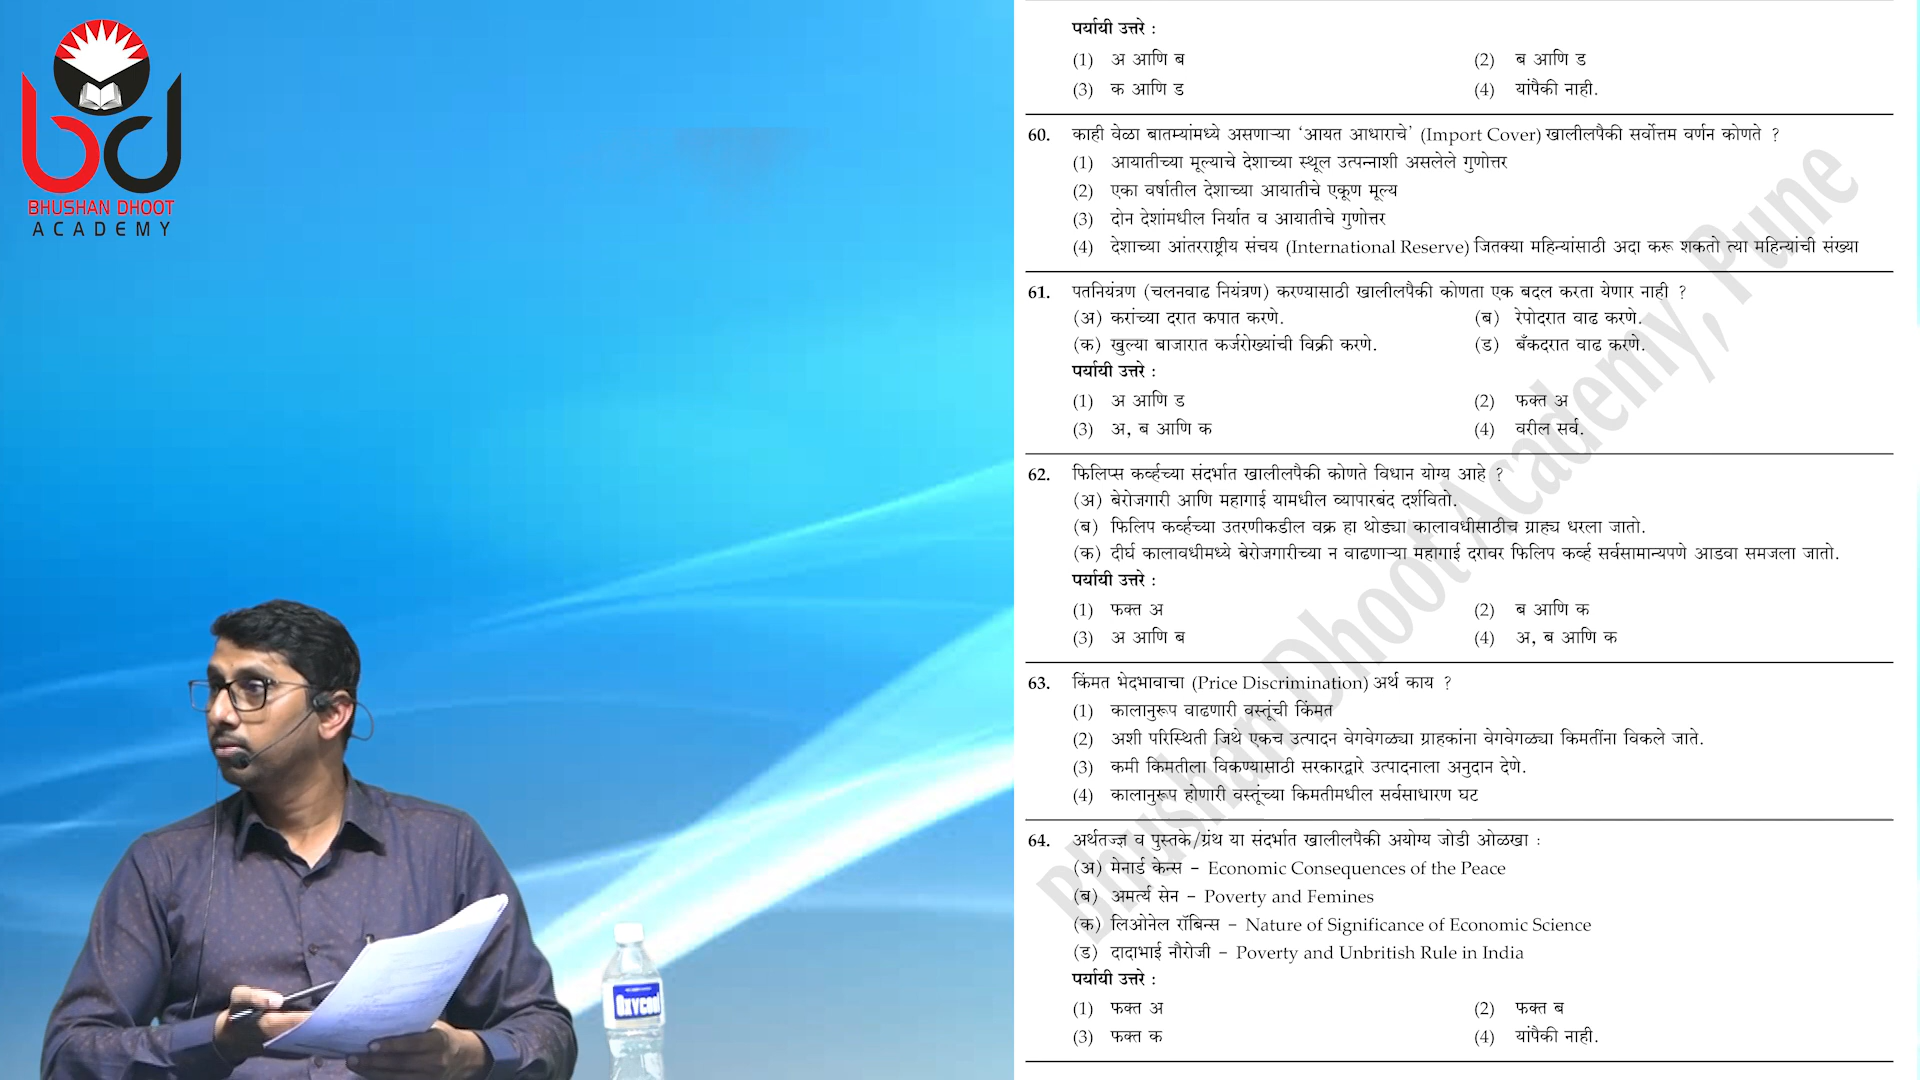 BHUSHAN DHOOT
ACADEMY
पर्यायी उत्तरे :
(1) अ आणि ब (2) ब आणि ड
(3) क आणि ड (4) यांपैकी नाही.
60. काही वेळा बातम्यांमध्ये असणाऱ्या ‘आयत आधाराचे’ (Import Cover) खालीलपैकी सर्वोत्तम वर्णन कोणते ?
(1) आयातीच्या मूल्याचे देशाच्या स्थूल उत्पन्नाशी असलेले गुणोत्तर
(2) एका वर्षातील देशाच्या आयातीचे एकूण मूल्य
(3) दोन देशांमधील निर्यात व आयातीचे गुणोत्तर
(4) देशाच्या आंतरराष्ट्रीय संचय (International Reserve) जितक्या महिन्यांसाठी अदा करू शकतो त्या महिन्यांची संख्या
61. पतनियंत्रण (चलनवाढ नियंत्रण) करण्यासाठी खालीलपैकी कोणता एक बदल करता येणार नाही ?
(अ) करांच्या दरात कपात करणे. (ब) रेपोदरात वाढ करणे.
(क) खुल्या बाजारात कर्जरोख्यांची विक्री करणे. (ड) बँकदरात वाढ करणे.
पर्यायी उत्तरे :
(1) अ आणि ड (2) फक्त अ
(3) अ, ब आणि क (4) वरील सर्व.
62. फिलिप्स कर्व्हच्या संदर्भात खालीलपैकी कोणते विधान योग्य आहे ?
(अ) बेरोजगारी आणि महागाई यामधील व्यापारबंद दर्शवितो.
(ब) फिलिप कर्व्हच्या उतरणीकडील वक्र हा थोड्या कालावधीसाठीच ग्राह्य धरला जातो.
(क) दीर्घ कालावधीमध्ये बेरोजगारीच्या न वाढणाऱ्या महागाई दरावर फिलिप कर्व्ह सर्वसामान्यपणे आडवा समजला जातो.
पर्यायी उत्तरे :
(1) फक्त अ (2) ब आणि क
(3) अ आणि ब (4) अ, ब आणि क
63. किंमत भेदभावाचा (Price Discrimination) अर्थ काय ?
(1) कालानुरूप वाढणारी वस्तूंची किंमत
(2) अशी परिस्थिती जिथे एकच उत्पादन वेगवेगळ्या ग्राहकांना वेगवेगळ्या किमतींना विकले जाते.
(3) कमी किमतीला विकण्यासाठी सरकारद्वारे उत्पादनाला अनुदान देणे.
(4) कालानुरूप होणारी वस्तूंच्या किमतीमधील सर्वसाधारण घट
64. अर्थतज्ज्ञ व पुस्तके/ग्रंथ या संदर्भात खालीलपैकी अयोग्य जोडी ओळखा :
(अ) मेनार्ड केन्स – Economic Consequences of the Peace
(ब) अमर्त्य सेन – Poverty and Femines
(क) लिओनेल रॉबिन्स – Nature of Significance of Economic Science
(ड) दादाभाई नौरोजी – Poverty and Unbritish Rule in India
पर्यायी उत्तरे :
(1) फक्त अ (2) फक्त ब
(3) फक्त क (4) यांपैकी नाही.
Bhushan Dhoot Academy, Pune
OXYCOOL